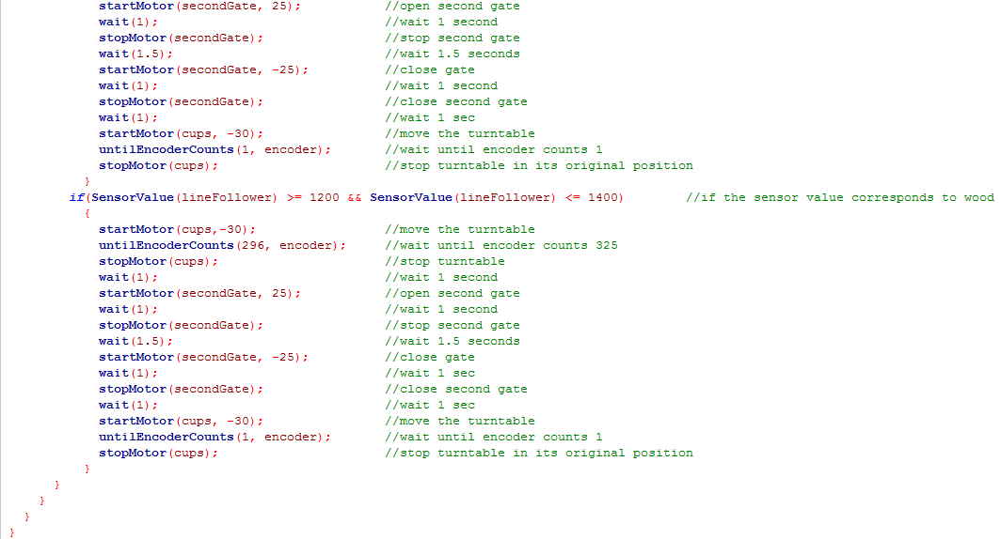 startMotor(secondGate, 25); //open second gate
wait(1); //wait 1 second
stopMotor(secondGate); //stop second gate
wait(1.5); //wait 1.5 seconds
startMotor(secondGate, -25); //close gate
wait(1); //wait 1 second
stopMotor(secondGate); //close second gate
wait(1); //wait 1 sec
startMotor(cups, -30); //move the turntable
untilEncoderCounts(1, encoder); //wait until encoder counts 1
stopMotor(cups); //stop turntable in its original position
}
if(SensorValue(lineFollower) >= 1200 && SensorValue(lineFollower) <= 1400) //if the sensor value corresponds to wood
{
startMotor(cups,-30); //move the turntable
untilEncoderCounts(296, encoder); //wait until encoder counts 325
stopMotor(cups); //stop turntable
wait(1); //wait 1 second
startMotor(secondGate, 25); //open second gate
wait(1); //wait 1 second
stopMotor(secondGate); //stop second gate
wait(1.5); //wait 1.5 seconds
startMotor(secondGate, -25); //close gate
wait(1); //wait 1 sec
stopMotor(secondGate); //close second gate
wait(1); //wait 1 sec
startMotor(cups, -30); //move the turntable
untilEncoderCounts(1, encoder); //wait until encoder counts 1
stopMotor(cups); //stop turntable in its original position
}
}
}
}
}